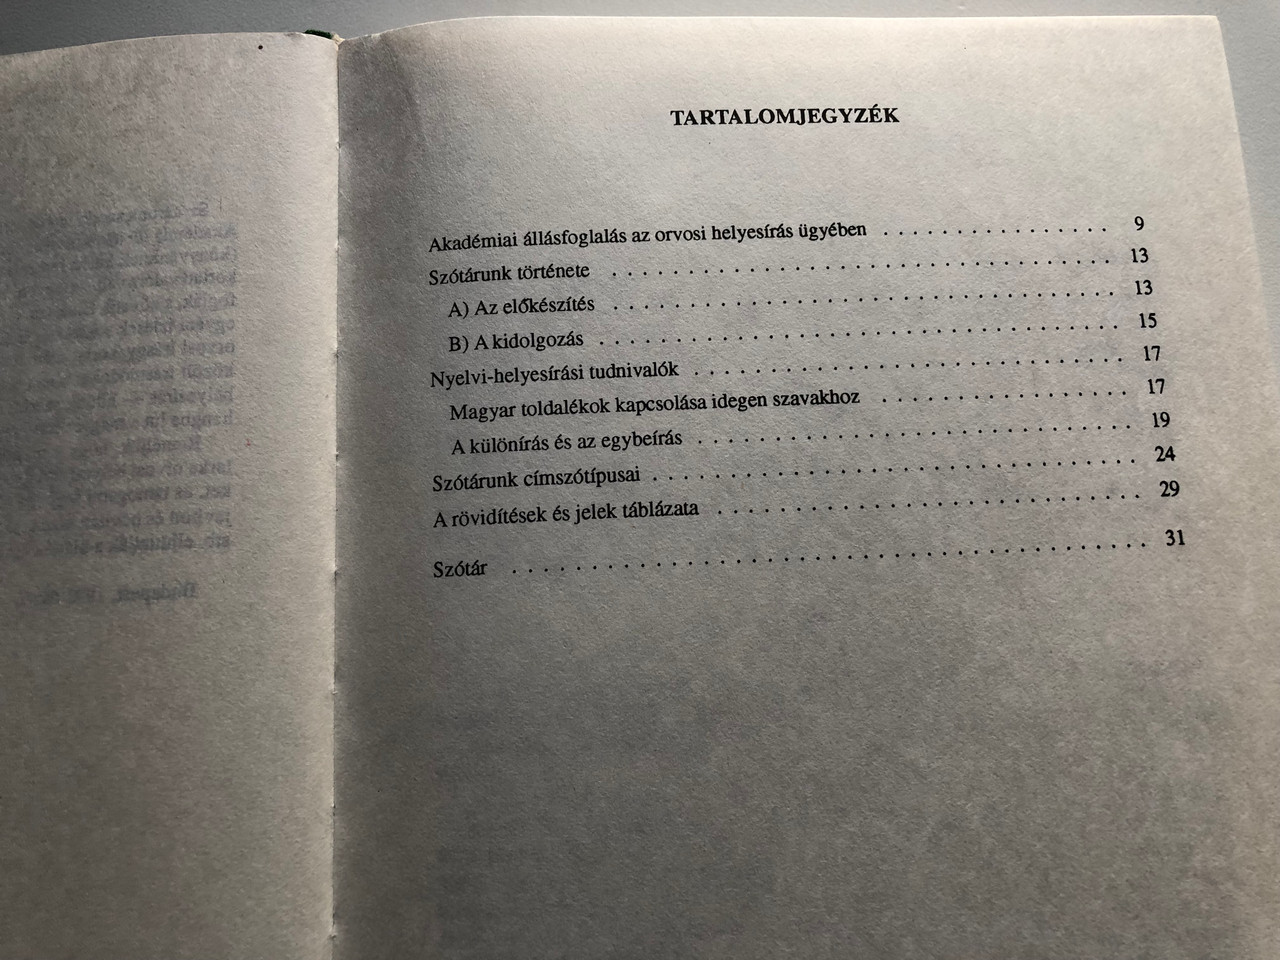 TARTALOMJEGYZÉK
Akadémiai állásfoglalás az orvosi helyesírás ügyében . . . . . . . . . . . . . . . . 9
Szótárunk története . . . . . . . . . . . . . . . . . . . . . . . . . . . . . . . . . . . 13
A) Az előkészítés . . . . . . . . . . . . . . . . . . . . . . . . . . . . . . . . . . . 13
B) A kidolgozás . . . . . . . . . . . . . . . . . . . . . . . . . . . . . . . . . . . . 15
Nyelvi-helyesírási tudnivalók . . . . . . . . . . . . . . . . . . . . . . . . . . . . . 17
Magyar toldalékok kapcsolása idegen szavakhoz . . . . . . . . . . . . . . . . . 17
A különírás és az egybeírás . . . . . . . . . . . . . . . . . . . . . . . . . . . . . 19
Szótárunk címszótípusai . . . . . . . . . . . . . . . . . . . . . . . . . . . . . . . . 24
A rövidítések és jelek táblázata . . . . . . . . . . . . . . . . . . . . . . . . . . . . 29
Szótár . . . . . . . . . . . . . . . . . . . . . . . . . . . . . . . . . . . . . . . . . . 31